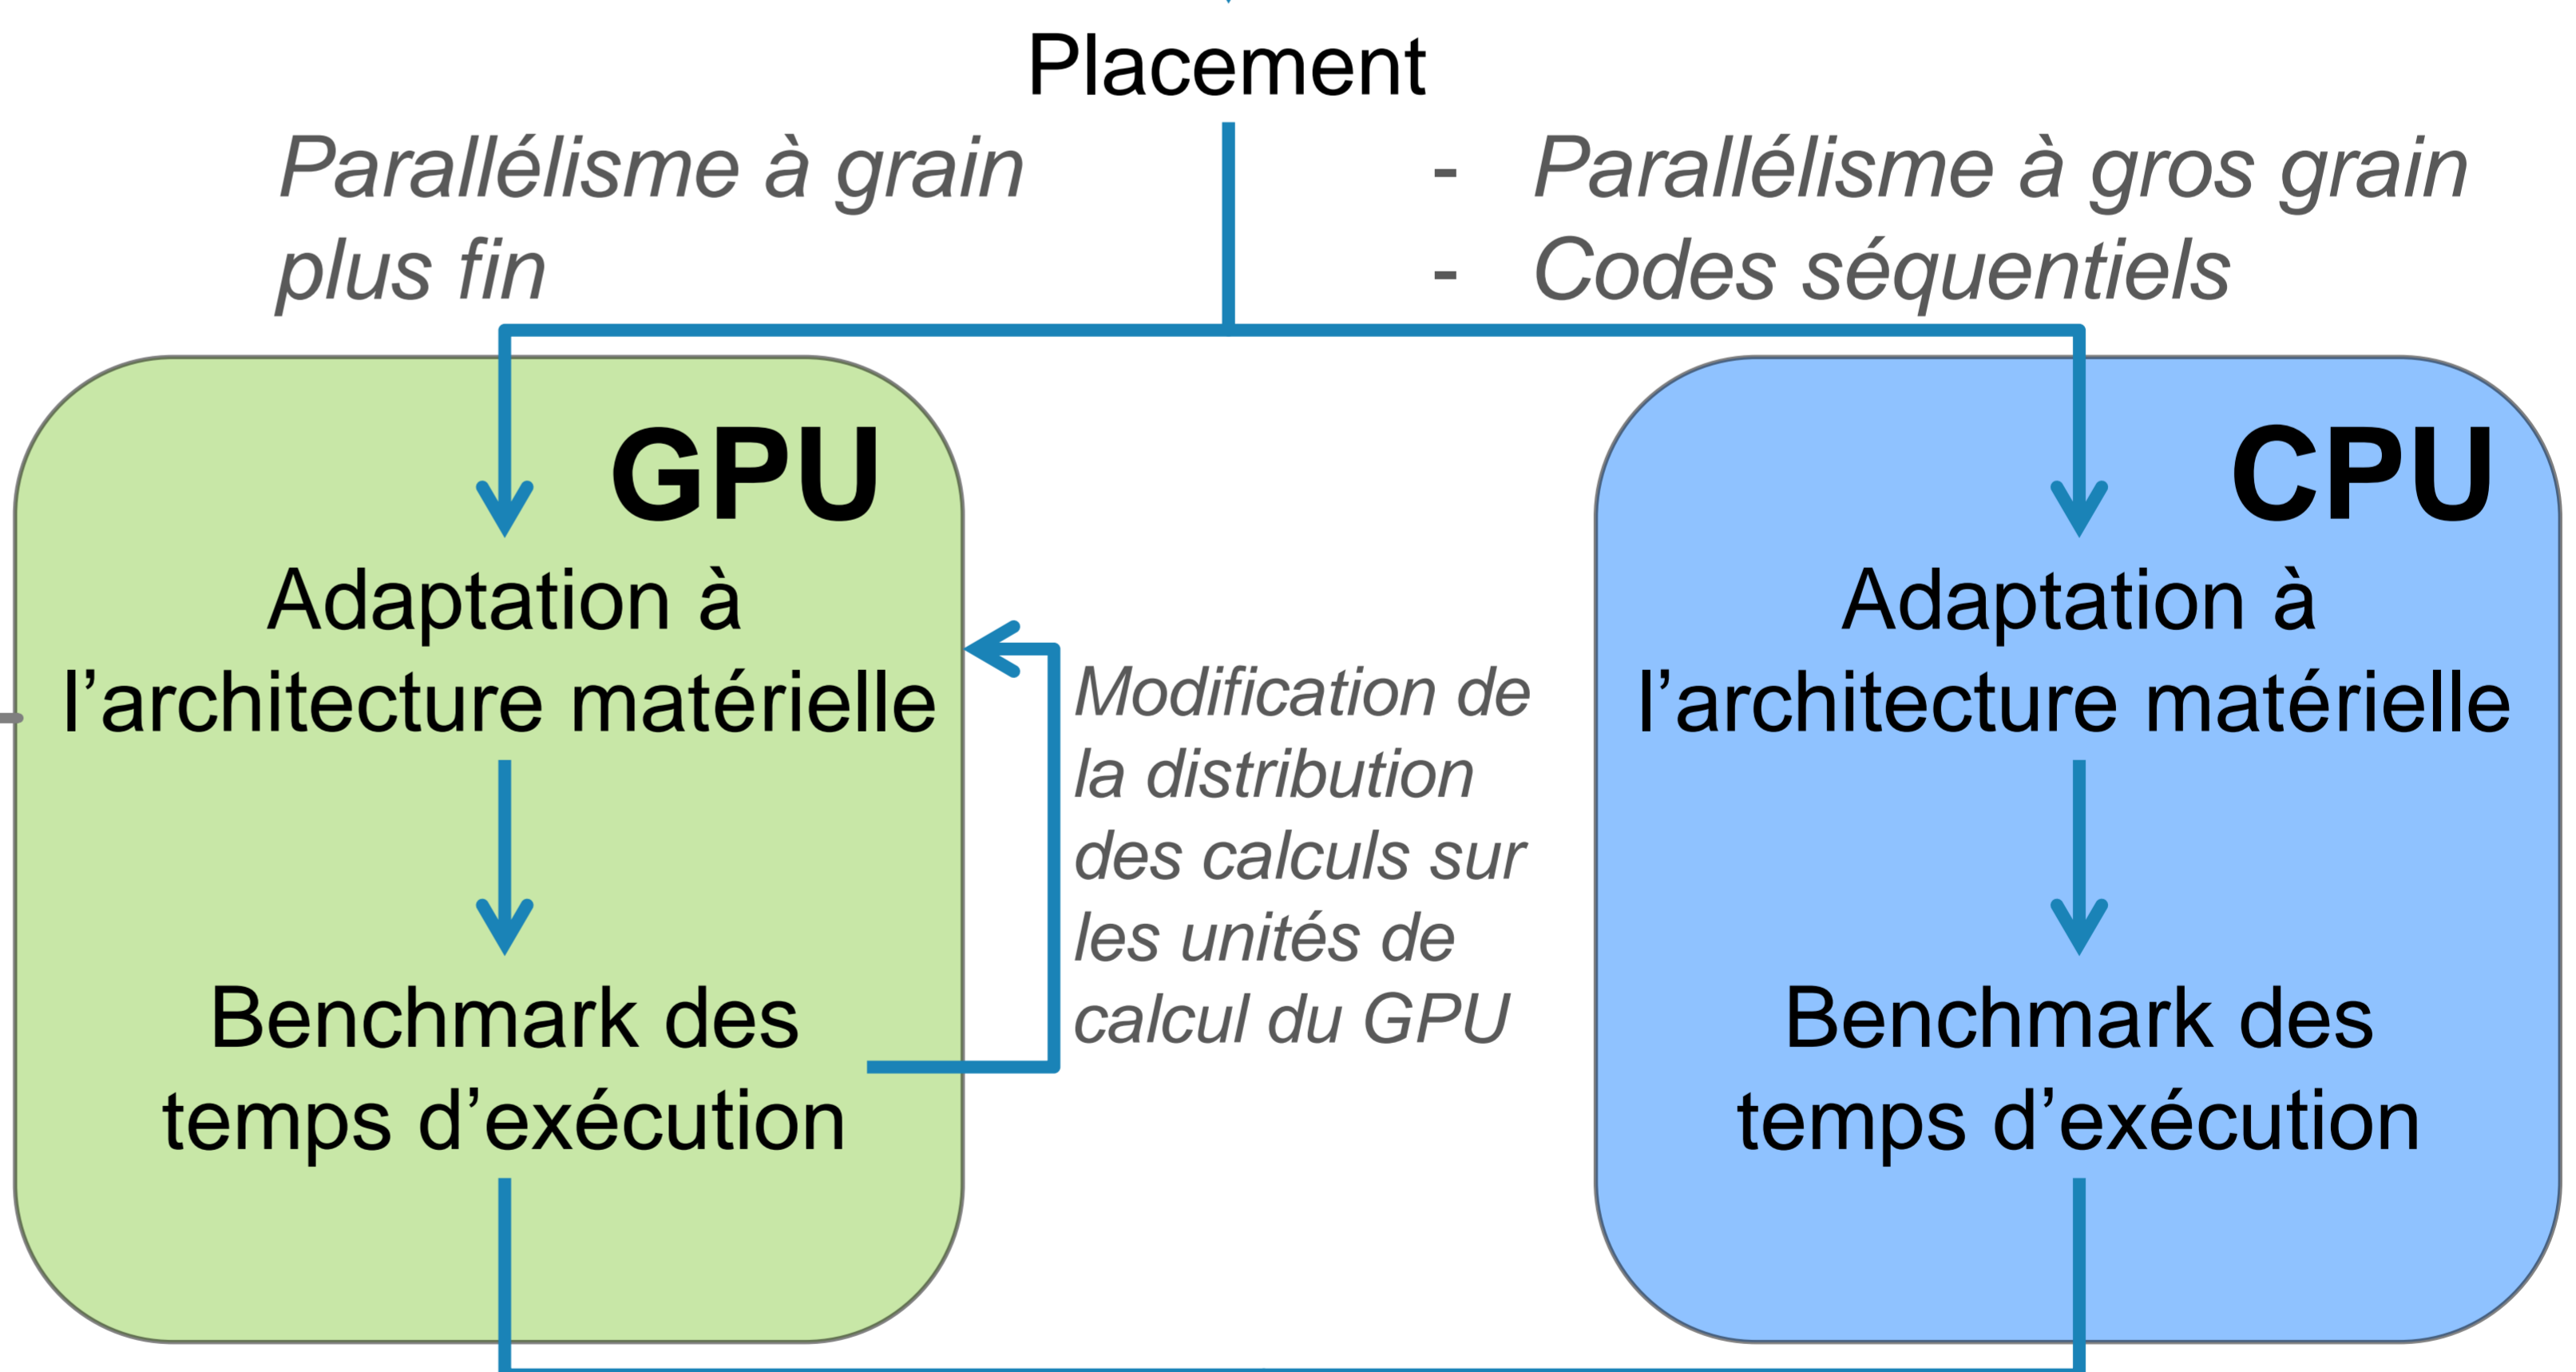 Placement
Parallélisme à grain
plus fin
- Parallélisme à gros grain
- Codes séquentiels
GPU
Adaptation à
l’architecture matérielle
Benchmark des
temps d’exécution
Modification de
la distribution
des calculs sur
les unités de
calcul du GPU
CPU
Adaptation à
l’architecture matérielle
Benchmark des
temps d’exécution